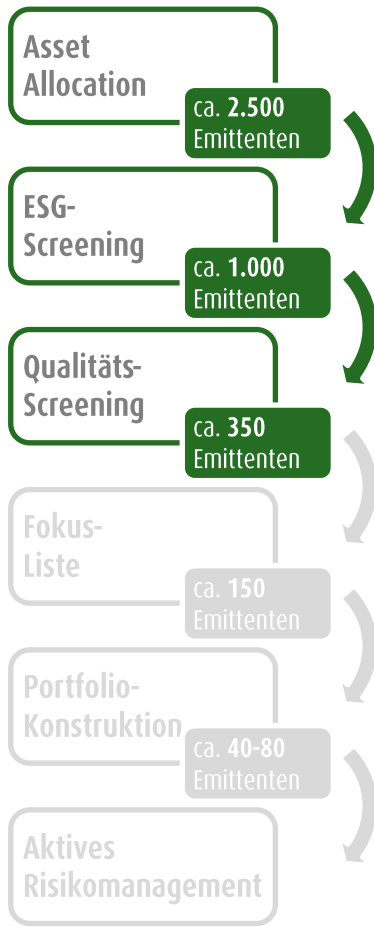 Asset
Allocation
ca. 2.500
Emittenten
ESG-
Screening
ca. 1.000
Emittenten
Qualitäts-
Screening
ca. 350
Emittenten
Fokus-
Liste
ca. 150
Emittenten
Portfolio-
Konstruktion
ca. 40-80
Emittenten
Aktives
Risikomanagement